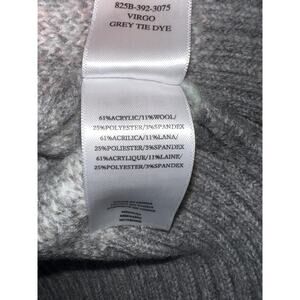 825B-392-3075
VIRGO
GREY TIE DYE
61%ACRYLIC/11%WOOL/
25%POLYESTER/3%SPANDEX
61%ACRILICA/11%LANA/
25%POLIESTER/3%SPANDEX
61%ACRYLIQUE/11%LAINE/
25%POLYESTER/3%SPANDEX